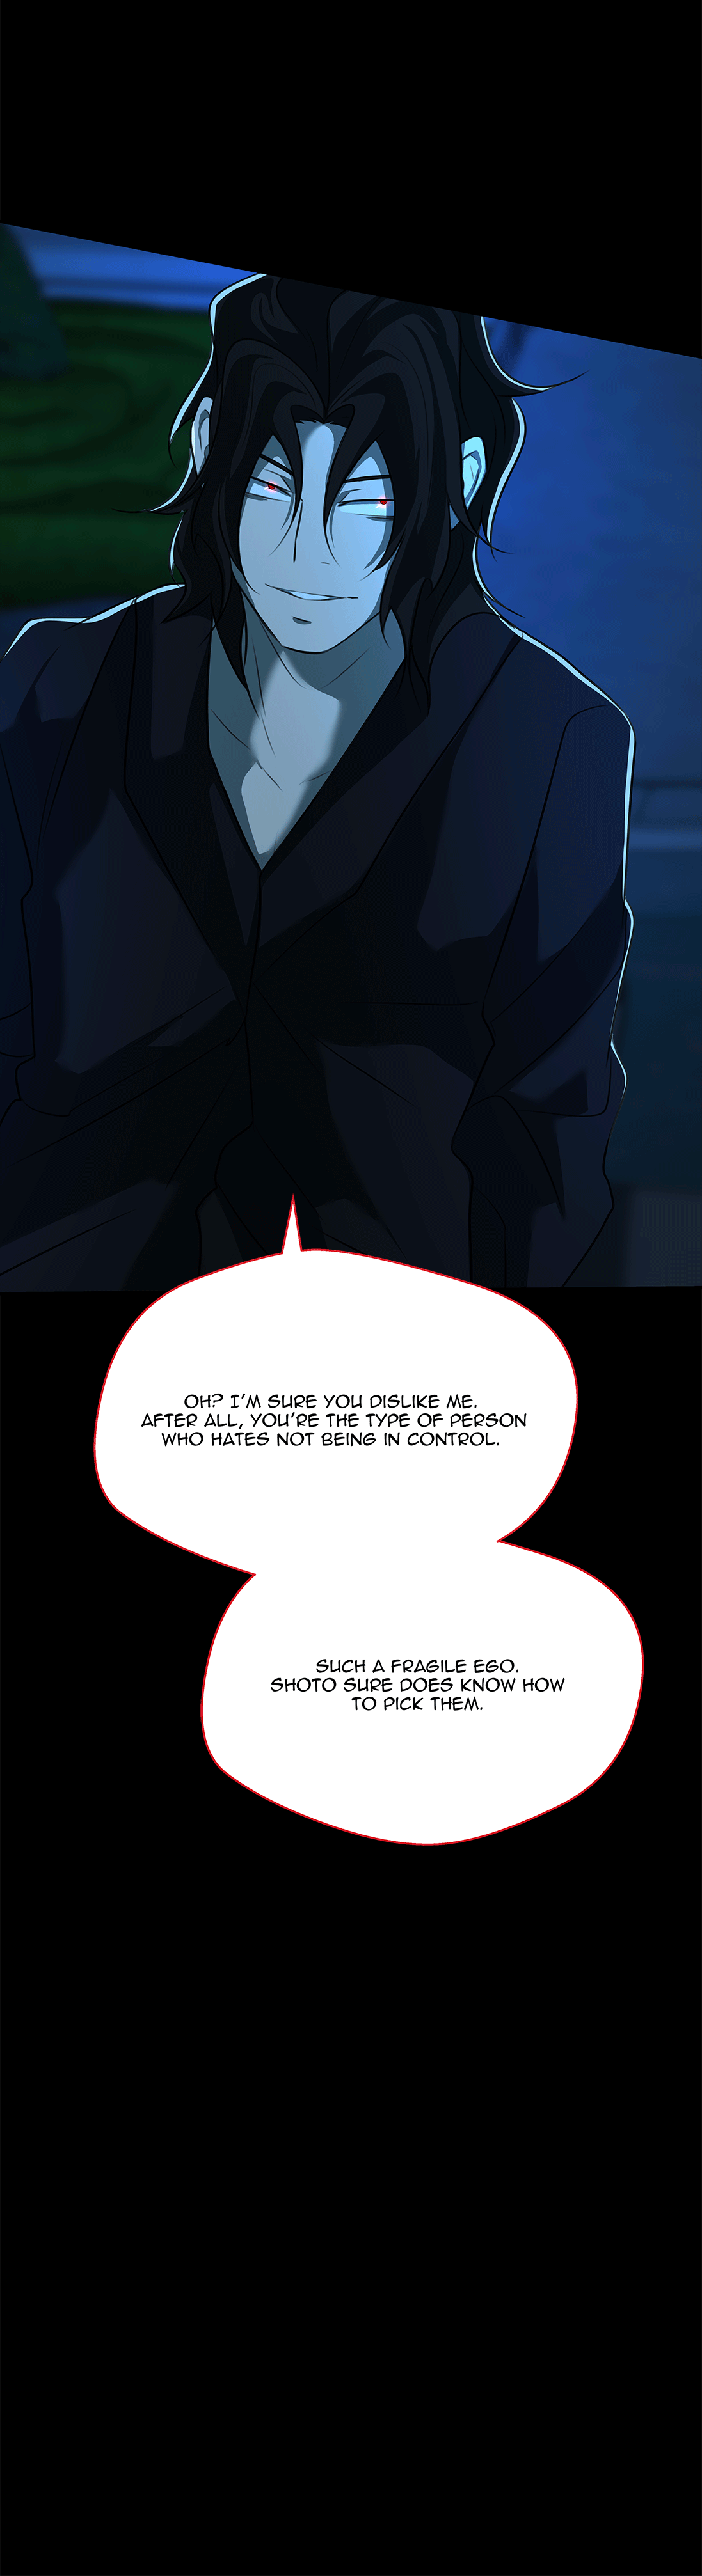 OH? I'M SURE YOU DISLIKE ME.
AFTER ALL, YOU'RE THE TYPE OF PERSON
WHO HATES NOT BEING IN CONTROL.
SUCH A FRAGILE EGO.
SHOTO SURE DOES KNOW HOW
TO PICK THEM.